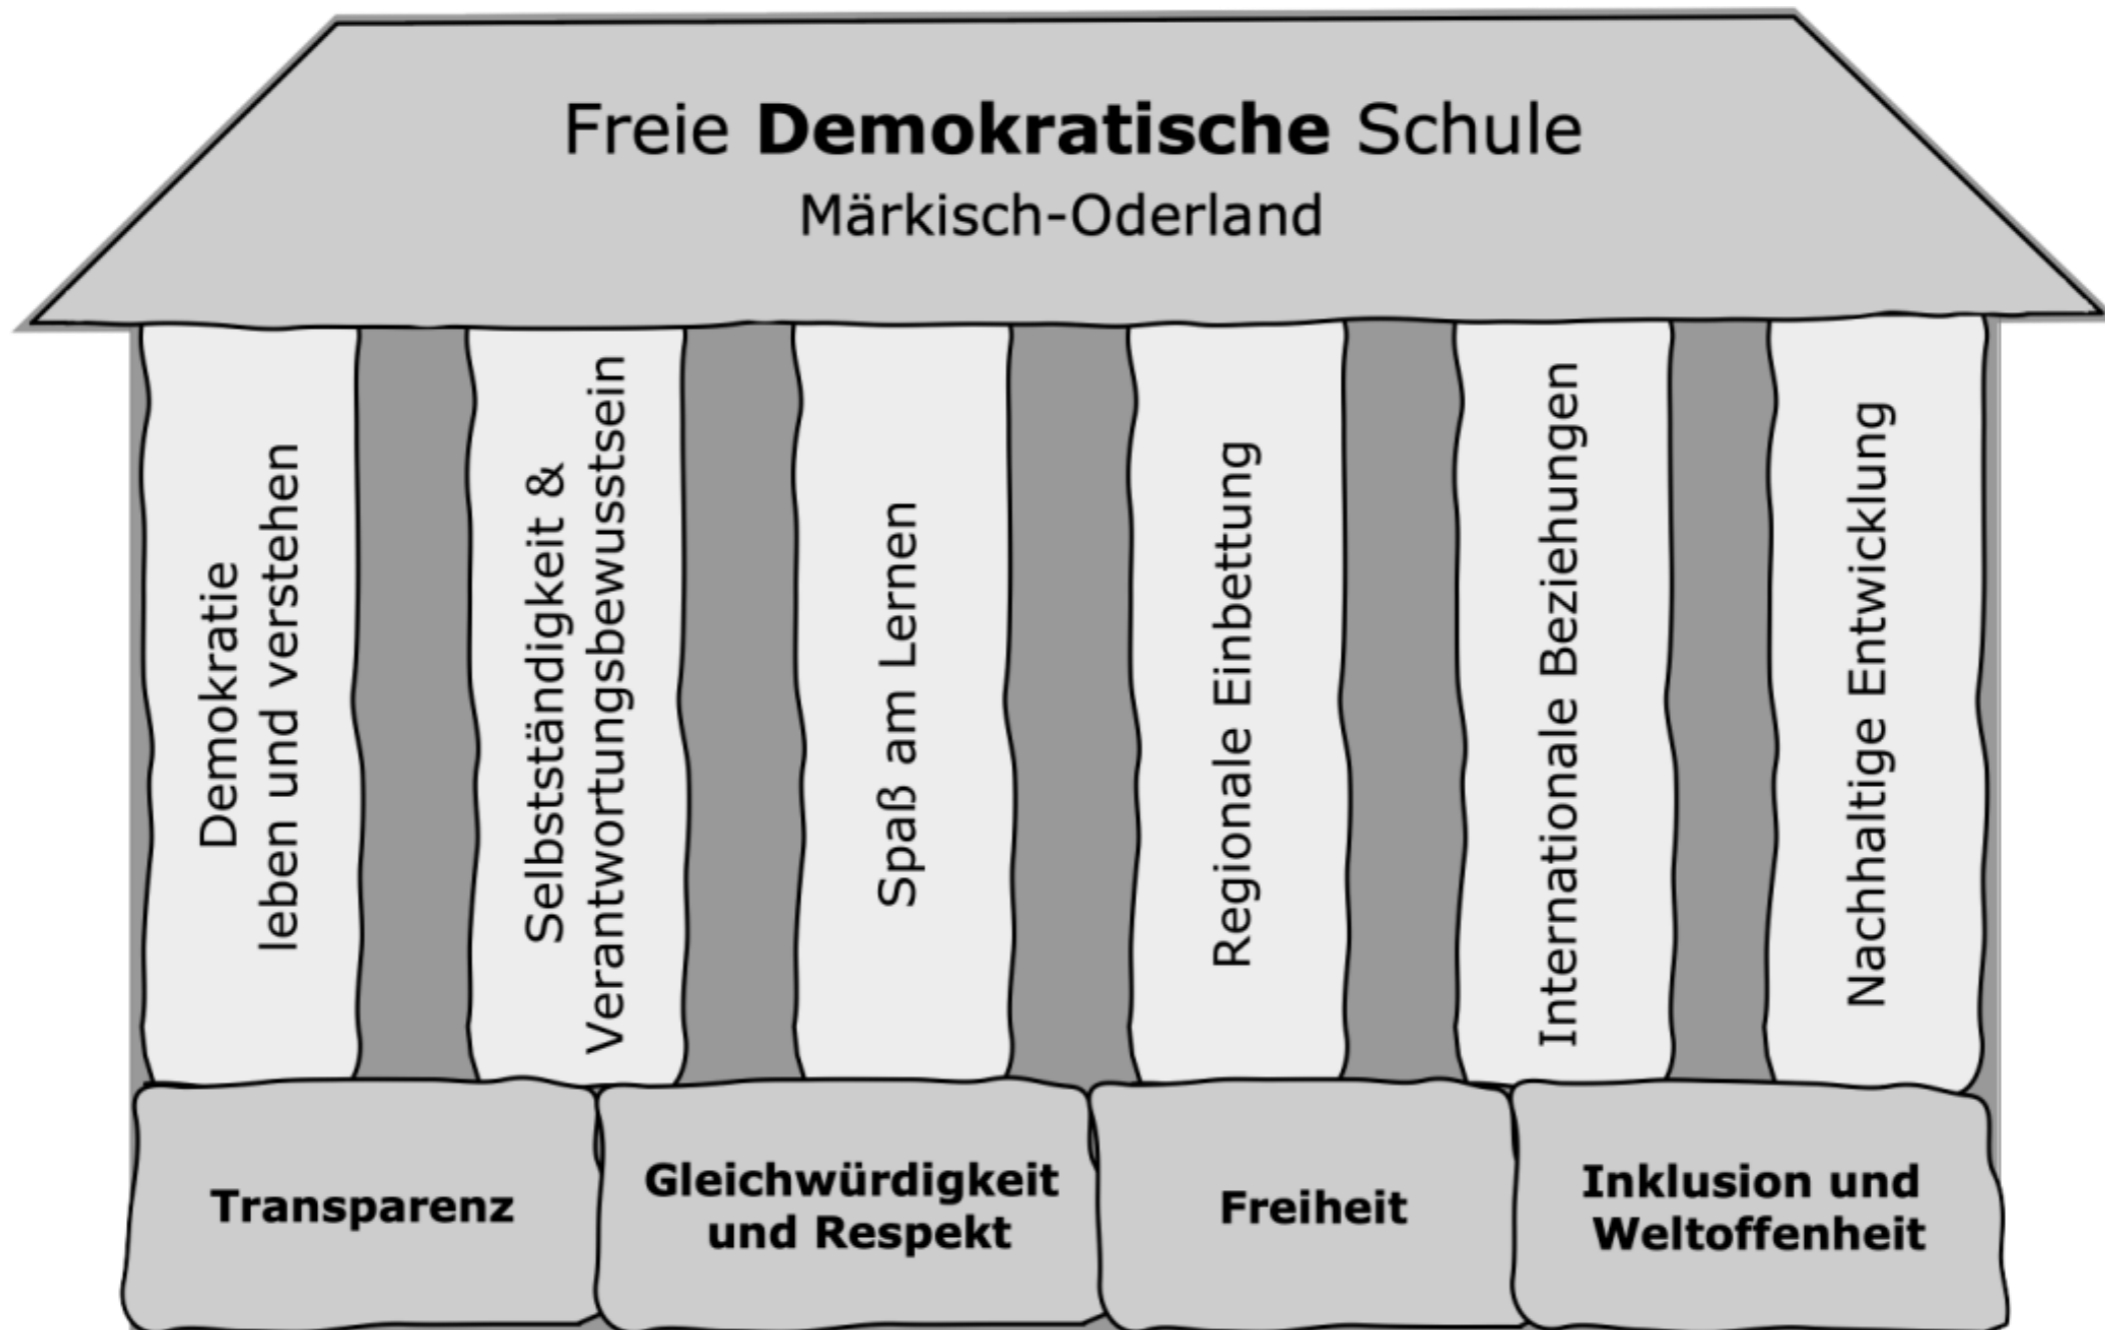 Freie Demokratische Schule
Märkisch-Oderland
Demokratie
leben und verstehen
Selbstständigkeit &
Verantwortungsbewusstsein
Spaß am Lernen
Regionale Einbettung
Internationale Beziehungen
Nachhaltige Entwicklung
Transparenz
Gleichwürdigkeit
und Respekt
Freiheit
Inklusion und
Weltoffenheit